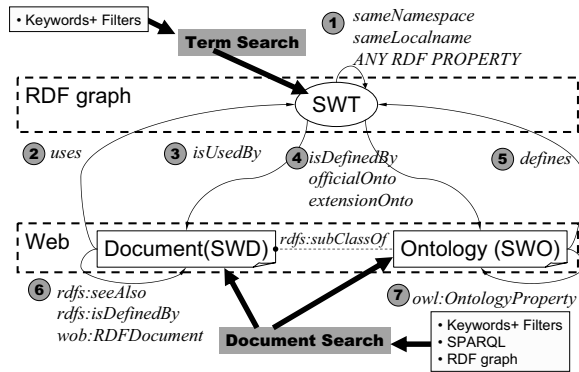 • Keywords+ Filters
1
sameNamespace
sameLocalname
ANY RDF PROPERTY
Term Search
RDF graph
SWT
2 uses
3 isUsedBy
4 isDefinedBy
officialOnto
extensionOnto
5 defines
Web
Document(SWD)
rdfs:subClassOf
Ontology (SWO)
6 rdfs:seeAlso
rdfs:isDefinedBy
wob:RDFDocument
7 owl:OntologyProperty
Document Search
• Keywords+ Filters
• SPARQL
• RDF graph